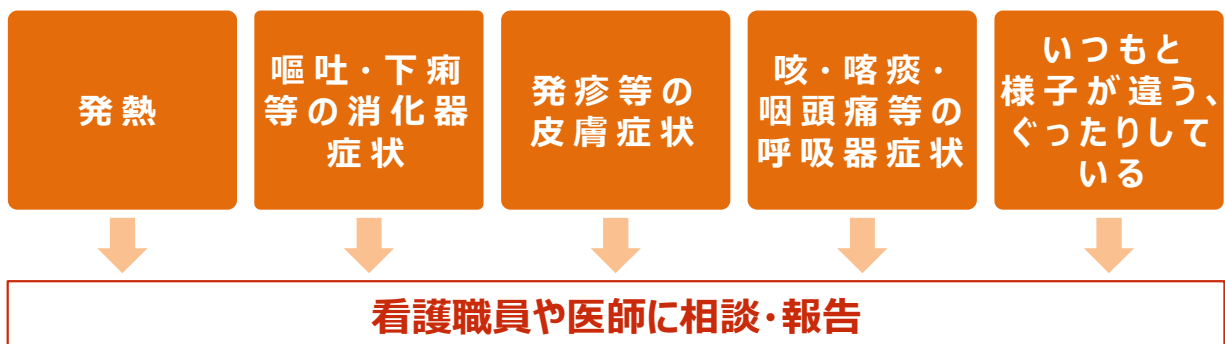 発熱
嘔吐・下痢
等の消化器
症状
発疹等の
皮膚症状
咳・喀痰・
咽頭痛等の
呼吸器症状
いつもと
様子が違う、
ぐったりして
いる
看護職員や医師に相談・報告